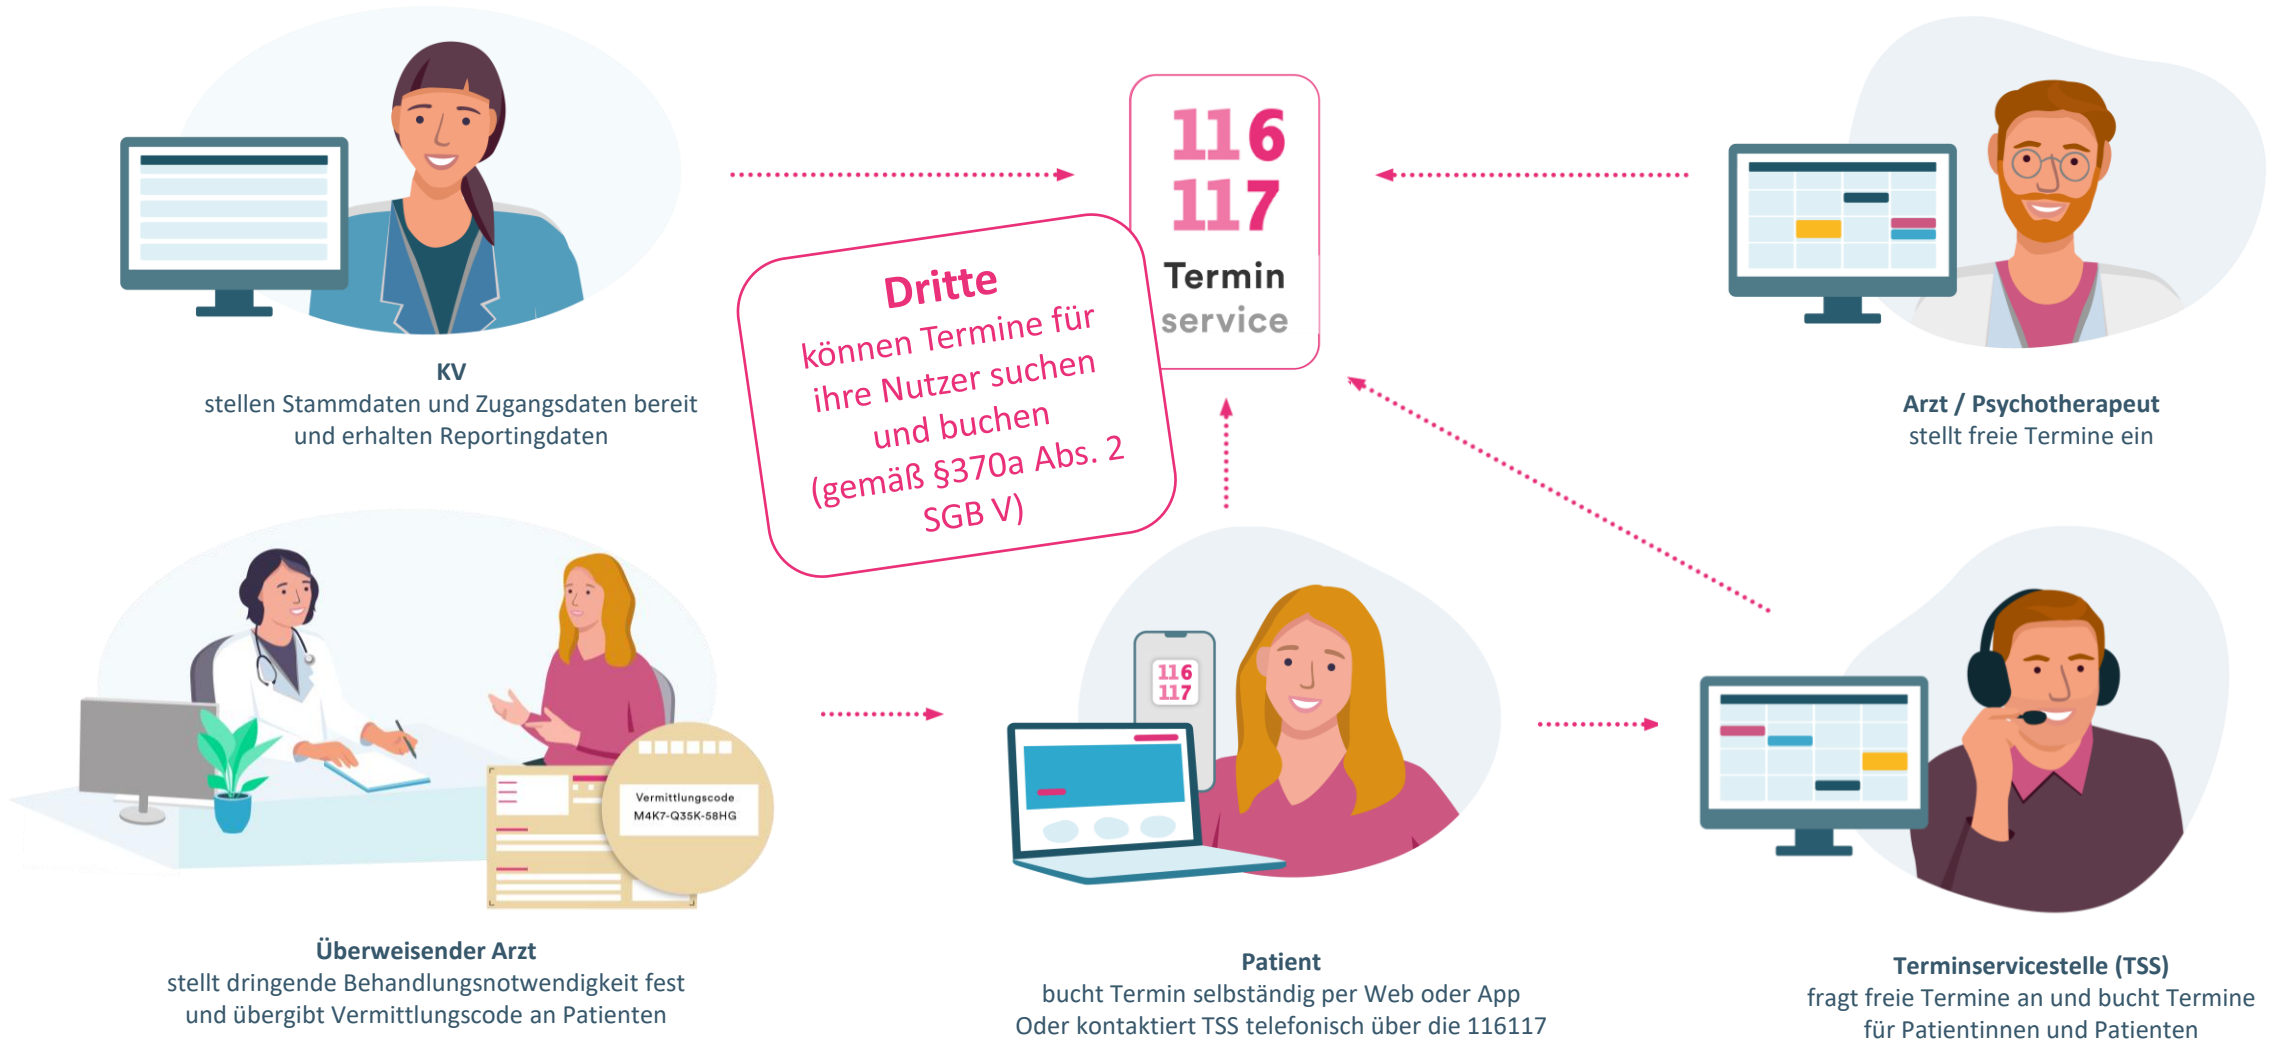 116
117
Termin
service
Dritte
können Termine für
ihre Nutzer suchen
und buchen
(gemäß §370a Abs. 2
SGB V)
KV
stellen Stammdaten und Zugangsdaten bereit
und erhalten Reportingdaten
Arzt / Psychotherapeut
stellt freie Termine ein
Vermittlungscode
M4K7-Q35K-58HG
116
117
Überweisender Arzt
stellt dringende Behandlungsnotwendigkeit fest
und übergibt Vermittlungscode an Patienten
Patient
bucht Termin selbständig per Web oder App
Oder kontaktiert TSS telefonisch über die 116117
Terminservicestelle (TSS)
fragt freie Termine an und bucht Termine
für Patientinnen und Patienten